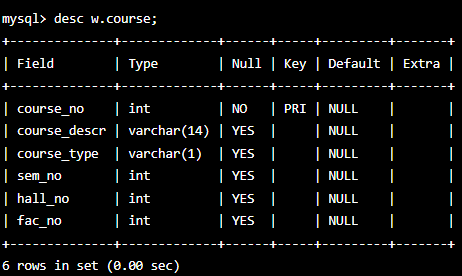 mysql> desc w.course;
+--------------+-------------+------+-----+---------+-------+
| Field        | Type        | Null | Key | Default | Extra |
+--------------+-------------+------+-----+---------+-------+
| course_no    | int         | NO   | PRI | NULL    |       |
| course_descr | varchar(14) | YES  |     | NULL    |       |
| course_type  | varchar(1)  | YES  |     | NULL    |       |
| sem_no       | int         | YES  |     | NULL    |       |
| hall_no      | int         | YES  |     | NULL    |       |
| fac_no       | int         | YES  |     | NULL    |       |
+--------------+-------------+------+-----+---------+-------+
6 rows in set (0.00 sec)